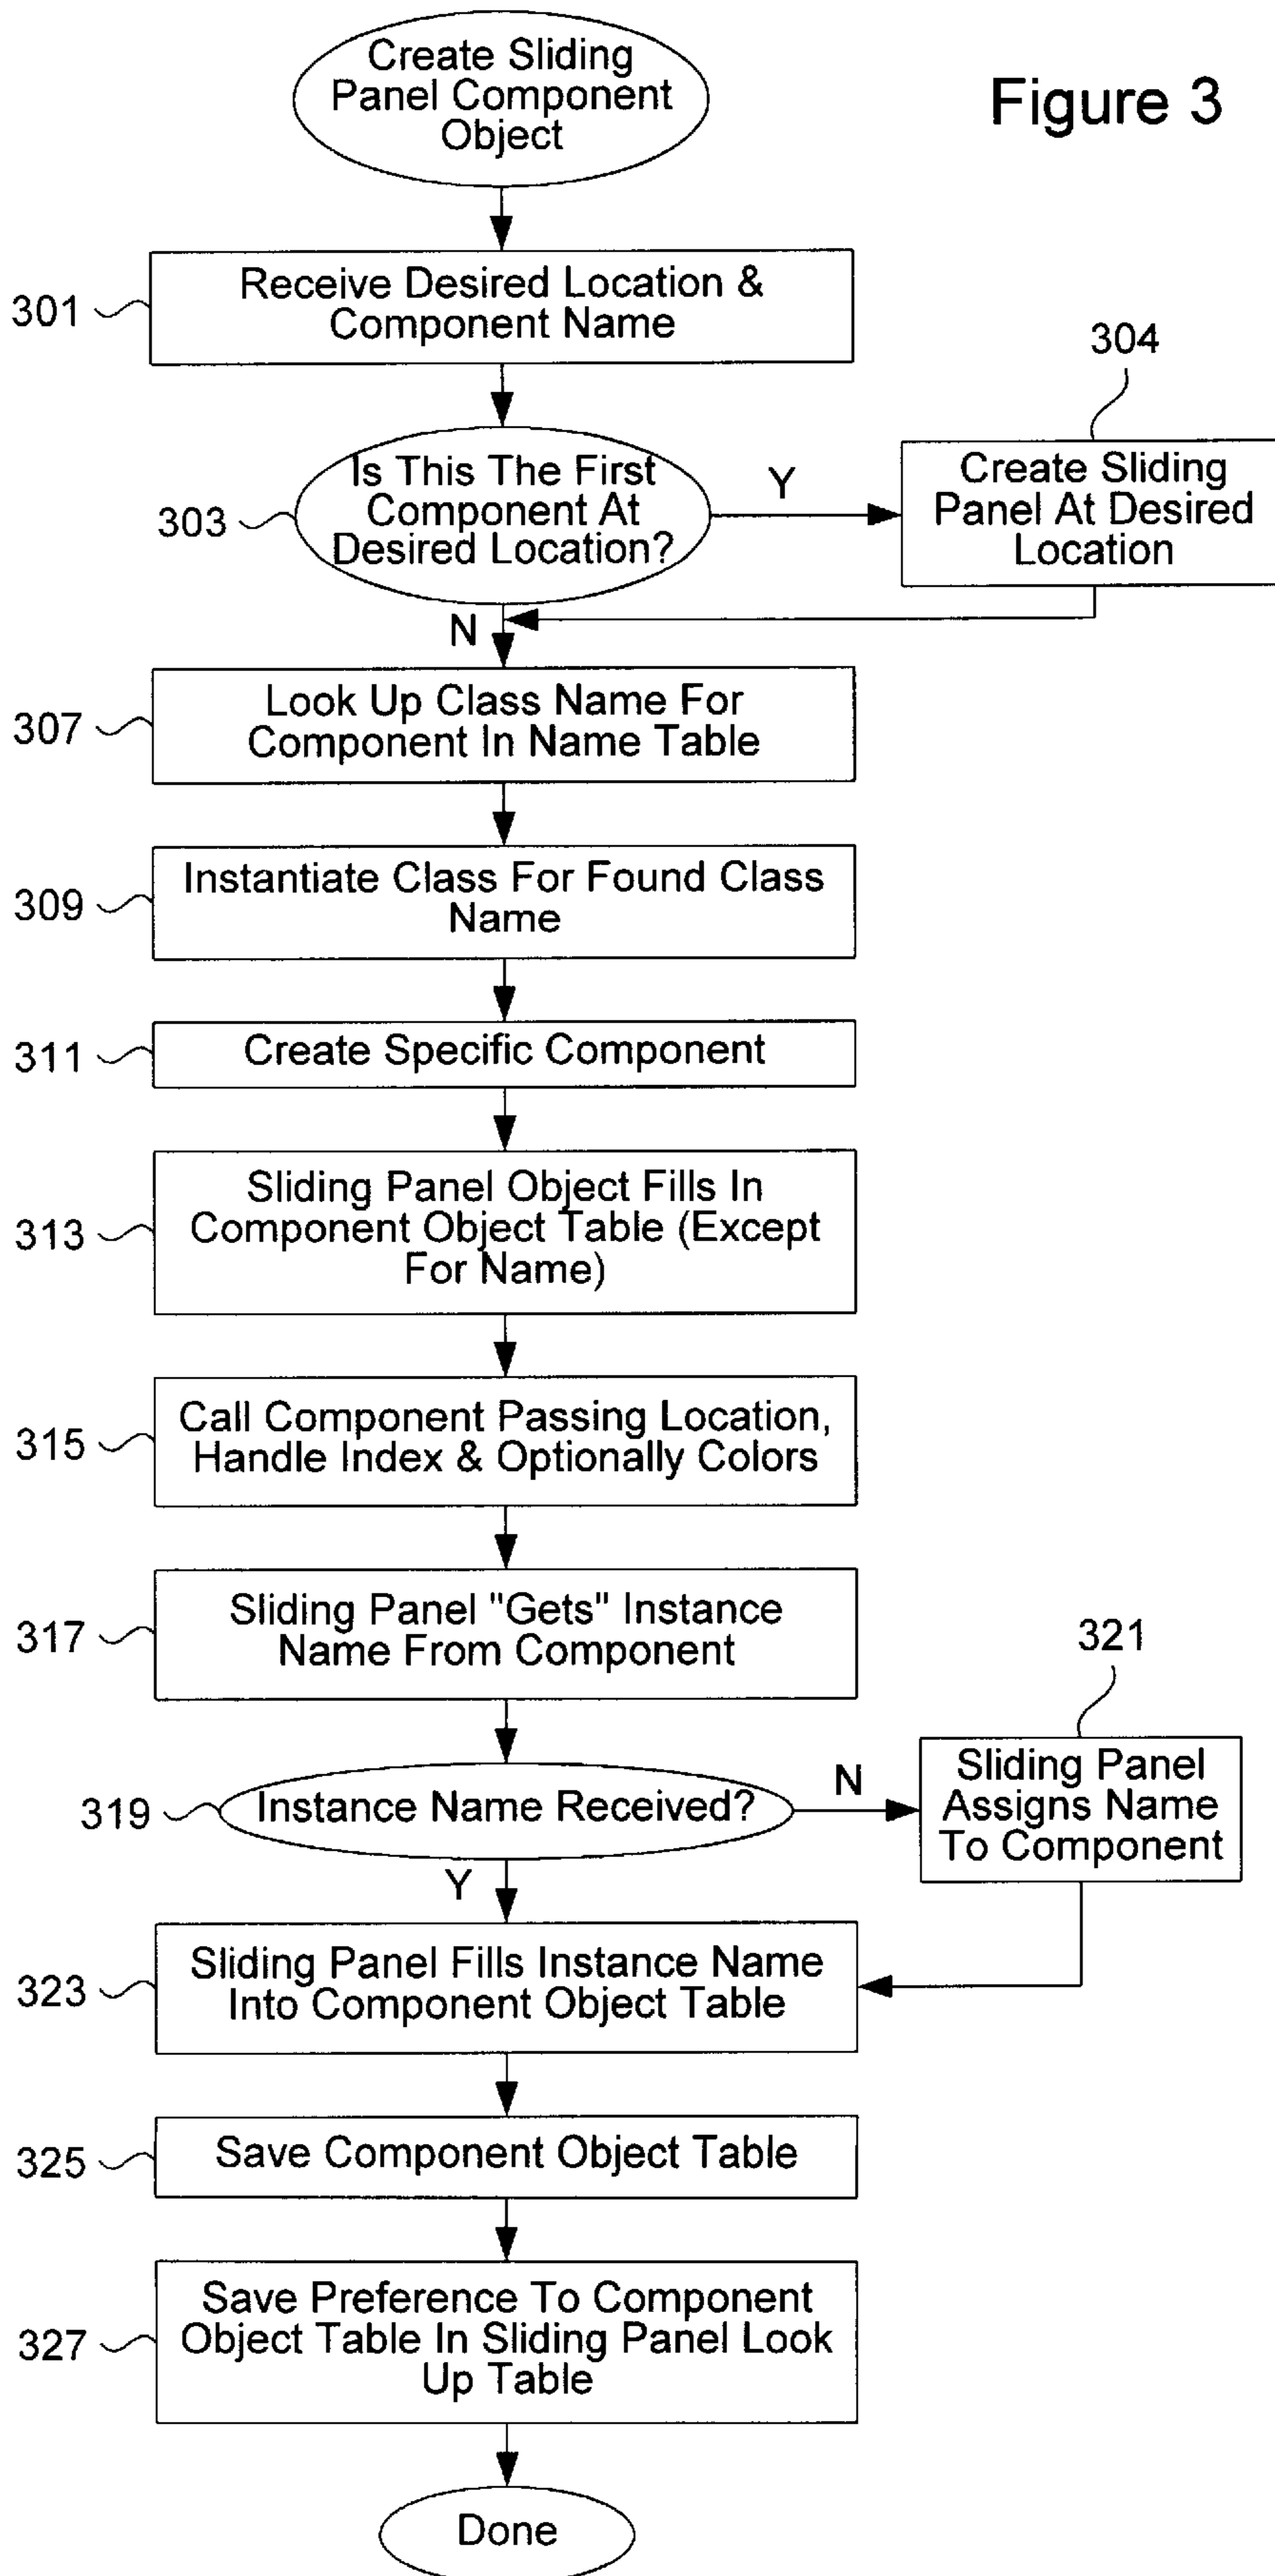 Create Sliding
Panel Component
Object
Figure 3
301
Receive Desired Location &
Component Name
304
303
Is This The First
Component At
Desired Location?
Y
Create Sliding
Panel At Desired
Location
N
307
Look Up Class Name For
Component In Name Table
309
Instantiate Class For Found Class
Name
311
Create Specific Component
313
Sliding Panel Object Fills In
Component Object Table (Except
For Name)
315
Call Component Passing Location,
Handle Index & Optionally Colors
317
Sliding Panel "Gets" Instance
Name From Component
321
319
Instance Name Received?
N
Sliding Panel
Assigns Name
To Component
Y
323
Sliding Panel Fills Instance Name
Into Component Object Table
325
Save Component Object Table
327
Save Preference To Component
Object Table In Sliding Panel Look
Up Table
Done